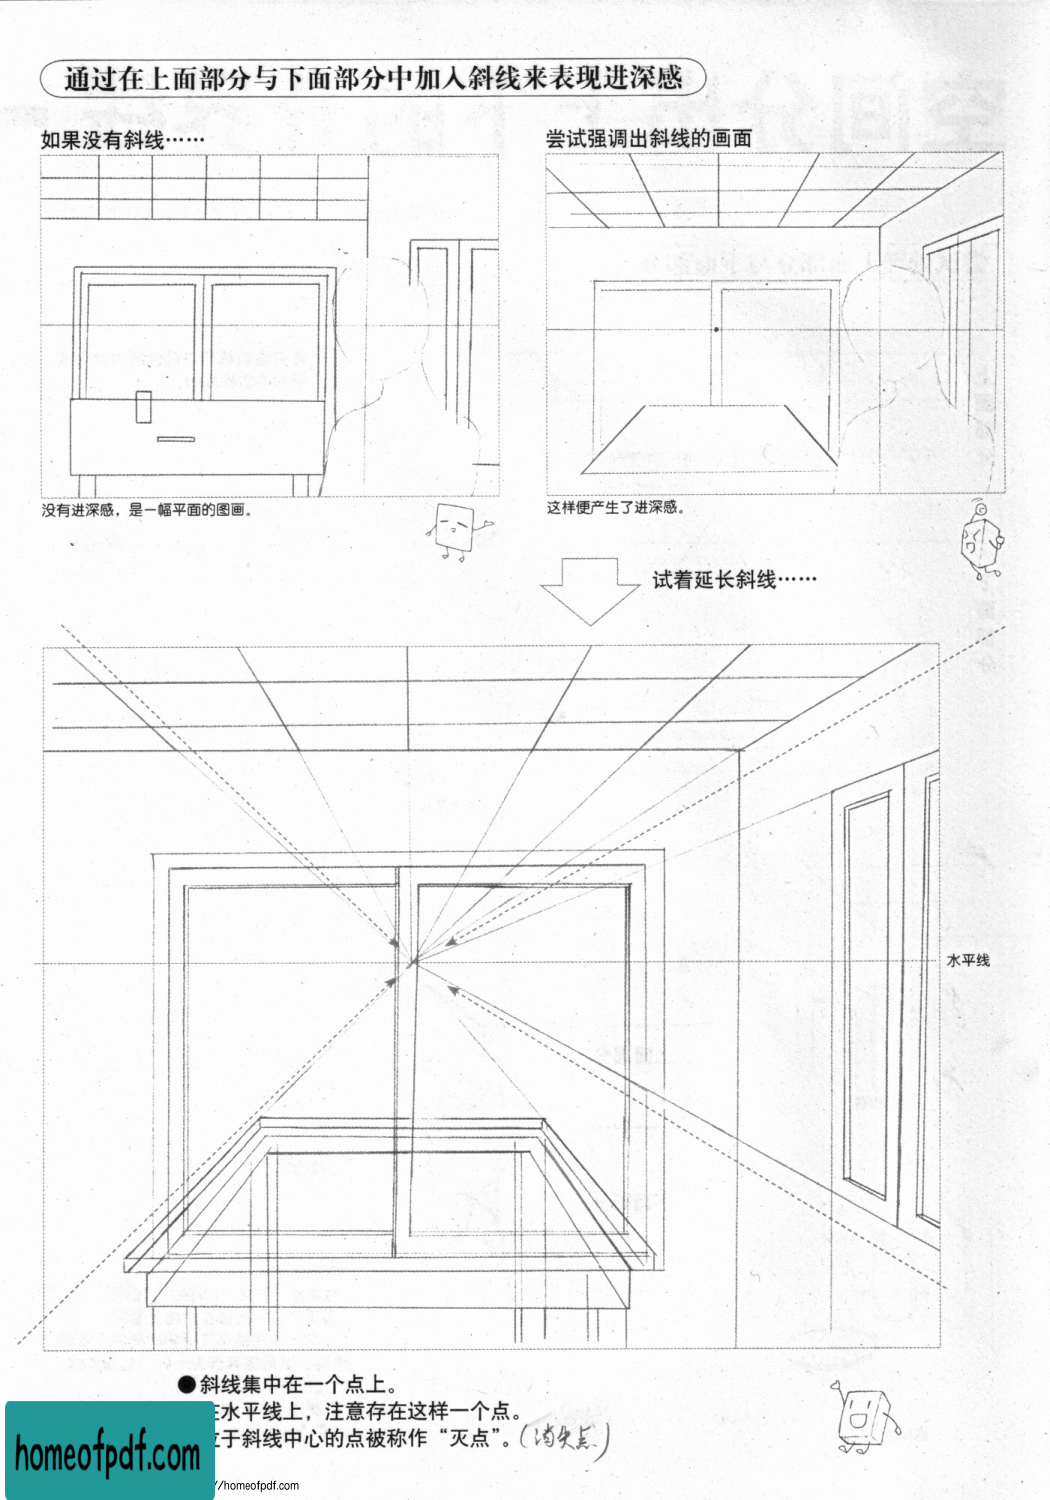 通过在上面部分与下面部分中加入斜线来表现进深感
如果没有斜线……
尝试强调出斜线的画面
没有进深感，是一幅平面的图画。
这样便产生了进深感。
试着延长斜线……
水平线
●斜线集中在一个点上。
在水平线上，注意存在这样一个点。
位于斜线中心的点被称作“灭点”。（消失点）
homeofpdf.com
//homeofpdf.com